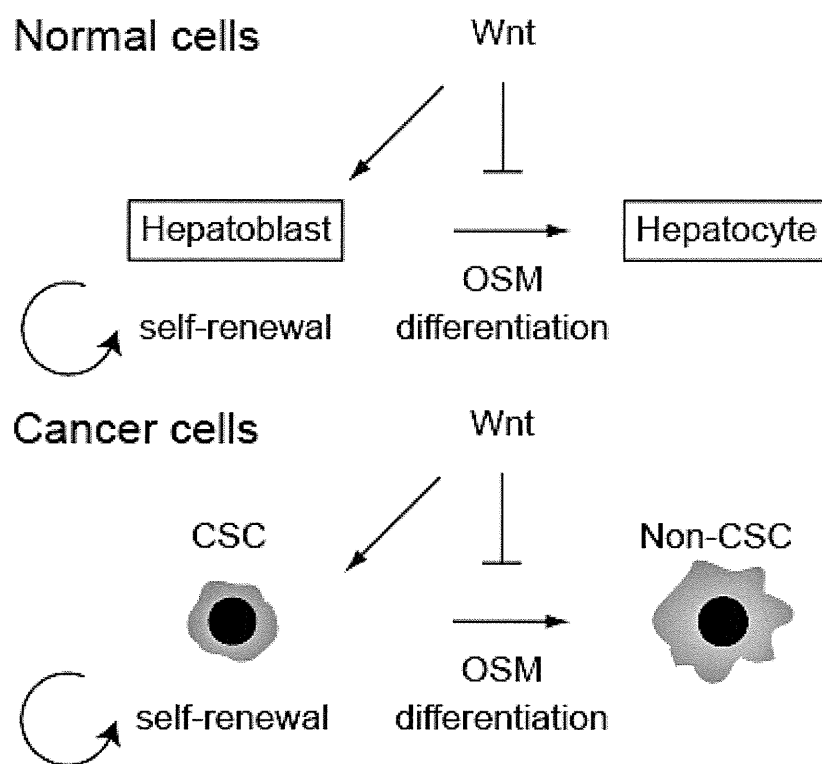 Normal cells
Wnt
Hepatoblast
Hepatocyte
OSM
self-renewal
differentiation
Cancer cells
Wnt
CSC
Non-CSC
OSM
self-renewal
differentiation